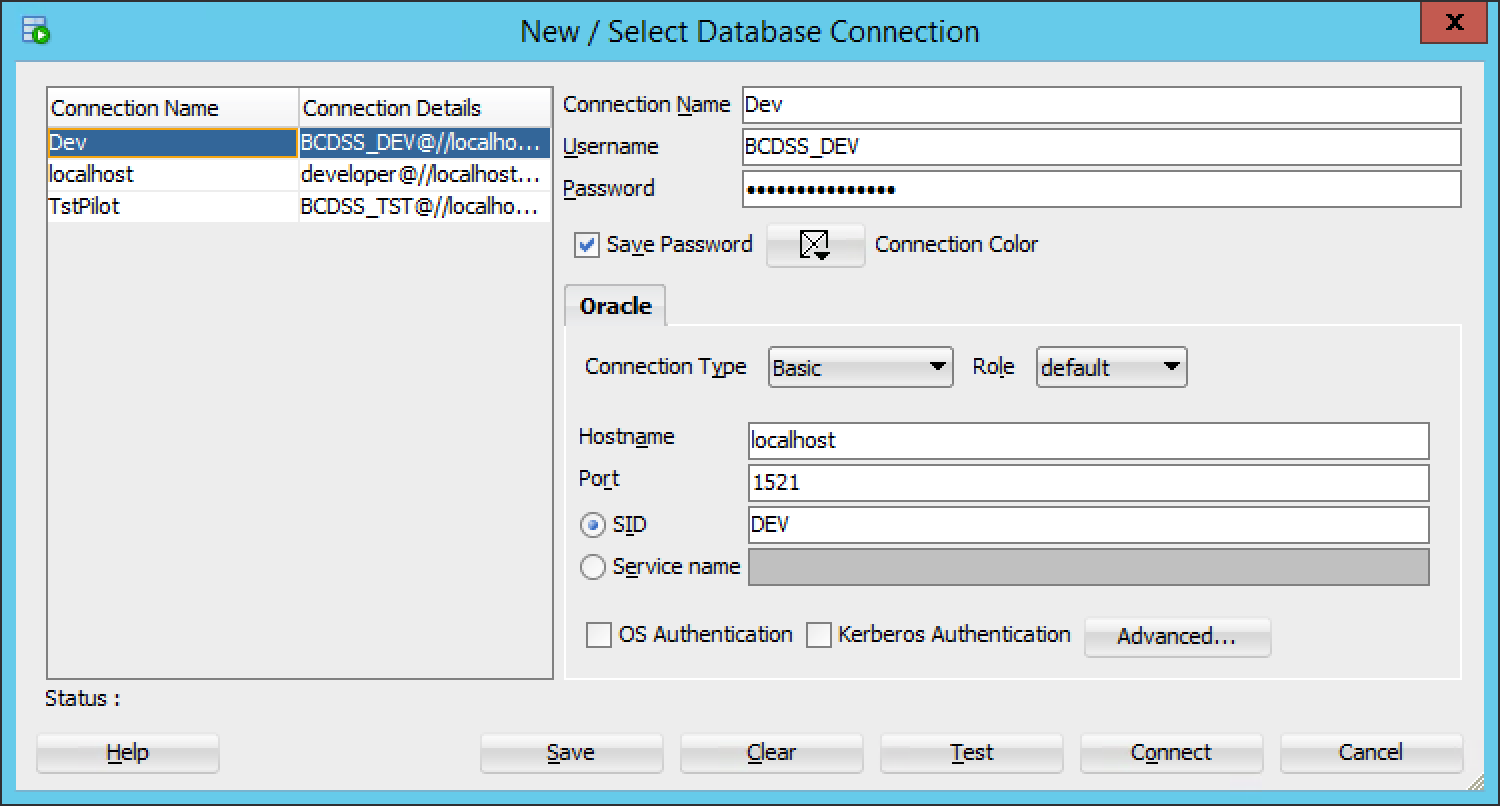 New / Select Database Connection
X
Connection Name Connection Details
Dev BCDSS_DEV@//localho...
localhost developer@//localhost...
TstPilot BCDSS_TST@//localho...
Connection Name Dev
Username BCDSS_DEV
Password •••••••••••••••
Save Password Connection Color
Oracle
Connection Type Basic Role default
Hostname localhost
Port 1521
SID DEV
Service name
OS Authentication Kerberos Authentication Advanced...
Status :
Help Save Clear Test Connect Cancel